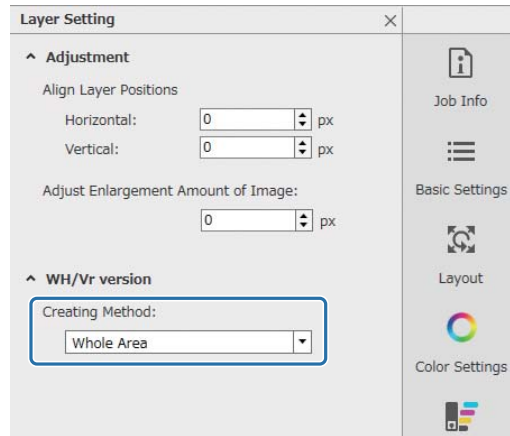 Layer Setting
Adjustment
Align Layer Positions
Horizontal: 0 px
Vertical: 0 px
Adjust Enlargement Amount of Image:
0 px
WH/Vr version
Creating Method:
Whole Area
Job Info
Basic Settings
Layout
Color Settings